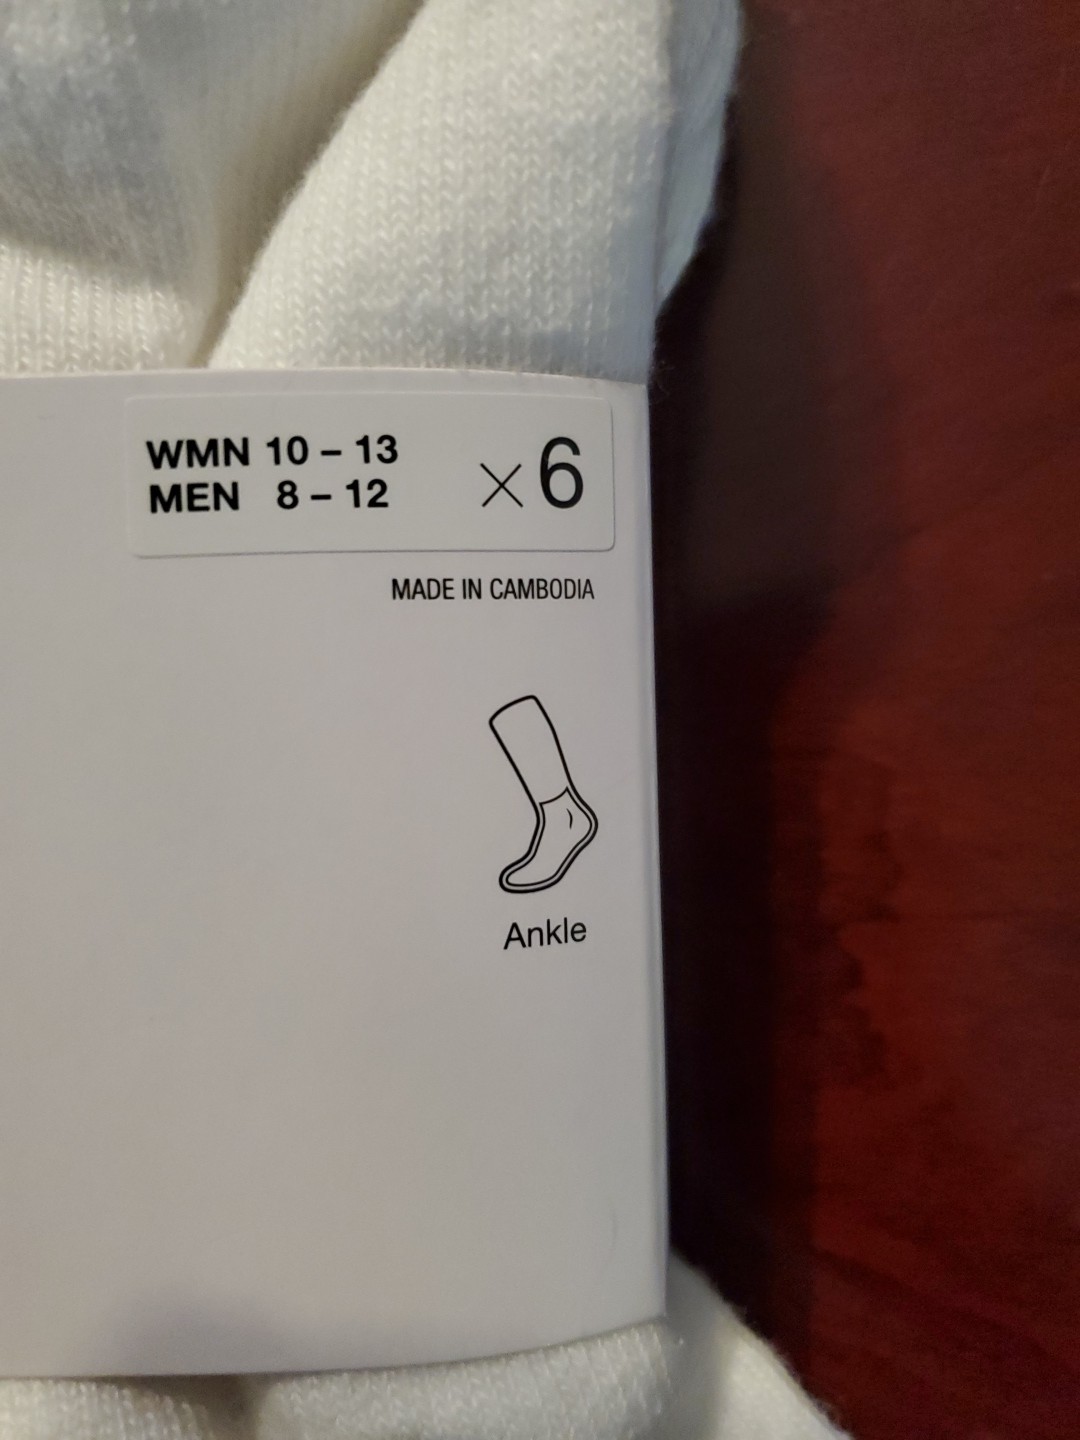 WMN 10 – 13
MEN 8 – 12
×6
MADE IN CAMBODIA
Ankle